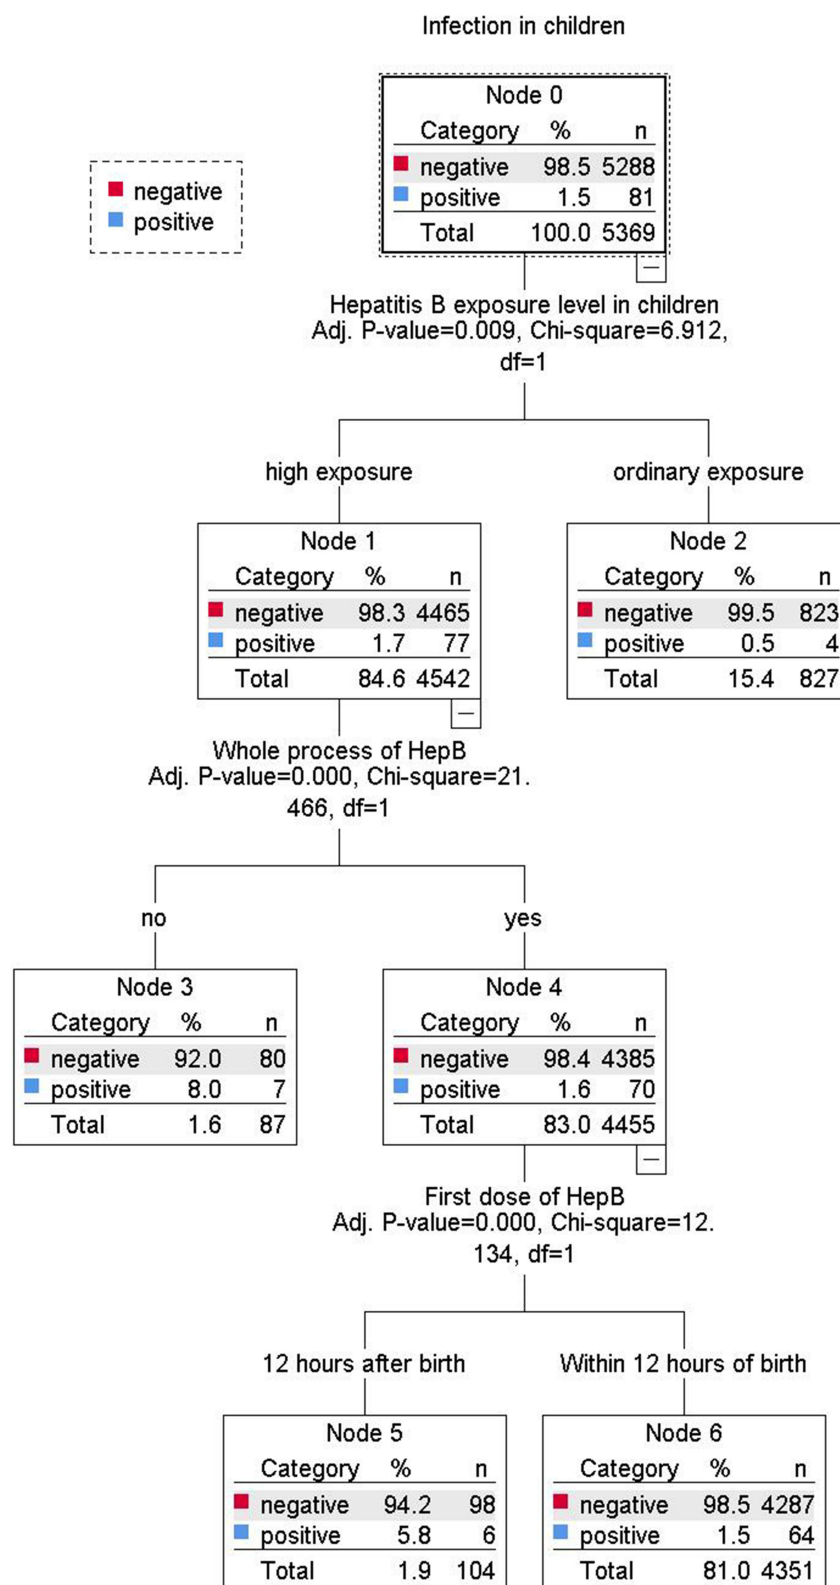 Infection in children
negative
positive
Node 0
Category % n
negative 98.5 5288
positive 1.5 81
Total 100.0 5369
Hepatitis B exposure level in children
Adj. P-value=0.009, Chi-square=6.912,
df=1
high exposure
ordinary exposure
Node 1
Category % n
negative 98.3 4465
positive 1.7 77
Total 84.6 4542
Node 2
Category % n
negative 99.5 823
positive 0.5 4
Total 15.4 827
Whole process of HepB
Adj. P-value=0.000, Chi-square=21.
466, df=1
no
yes
Node 3
Category % n
negative 92.0 80
positive 8.0 7
Total 1.6 87
Node 4
Category % n
negative 98.4 4385
positive 1.6 70
Total 83.0 4455
First dose of HepB
Adj. P-value=0.000, Chi-square=12.
134, df=1
12 hours after birth
Within 12 hours of birth
Node 5
Category % n
negative 94.2 98
positive 5.8 6
Total 1.9 104
Node 6
Category % n
negative 98.5 4287
positive 1.5 64
Total 81.0 4351